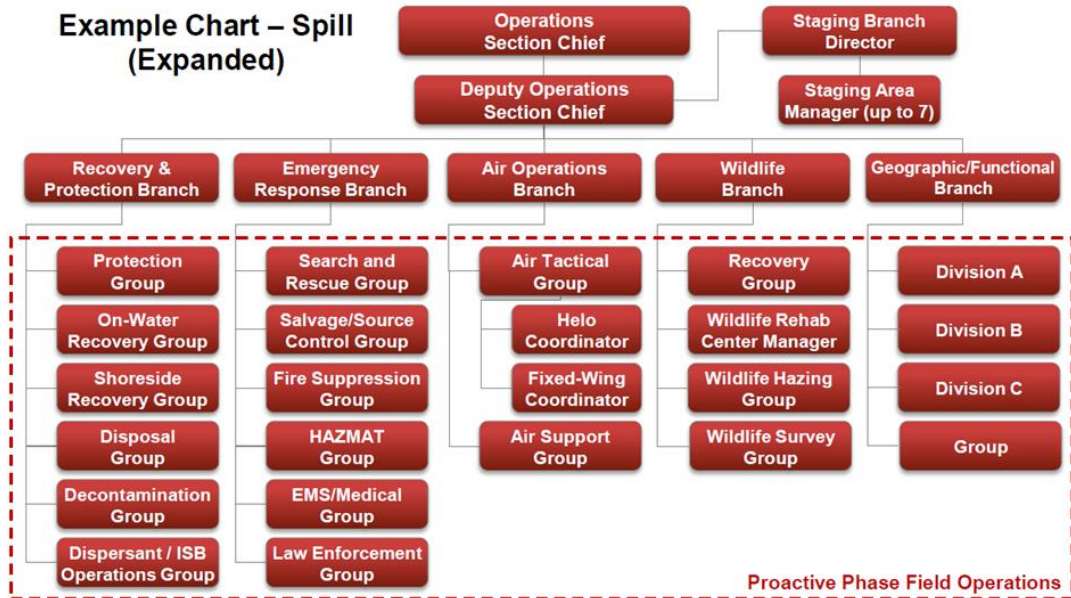 Example Chart – Spill
(Expanded)
Operations
Section Chief
Staging Branch
Director
Deputy Operations
Section Chief
Staging Area
Manager (up to 7)
Recovery &
Protection Branch
Emergency
Response Branch
Air Operations
Branch
Wildlife
Branch
Geographic/Functional
Branch
Protection
Group
On-Water
Recovery Group
Shoreside
Recovery Group
Disposal
Group
Decontamination
Group
Dispersant / ISB
Operations Group
Search and
Rescue Group
Salvage/Source
Control Group
Fire Suppression
Group
HAZMAT
Group
EMS/Medical
Group
Law Enforcement
Group
Air Tactical
Group
Helo
Coordinator
Fixed-Wing
Coordinator
Air Support
Group
Recovery
Group
Wildlife Rehab
Center Manager
Wildlife Hazing
Group
Wildlife Survey
Group
Division A
Division B
Division C
Group
Proactive Phase Field Operations